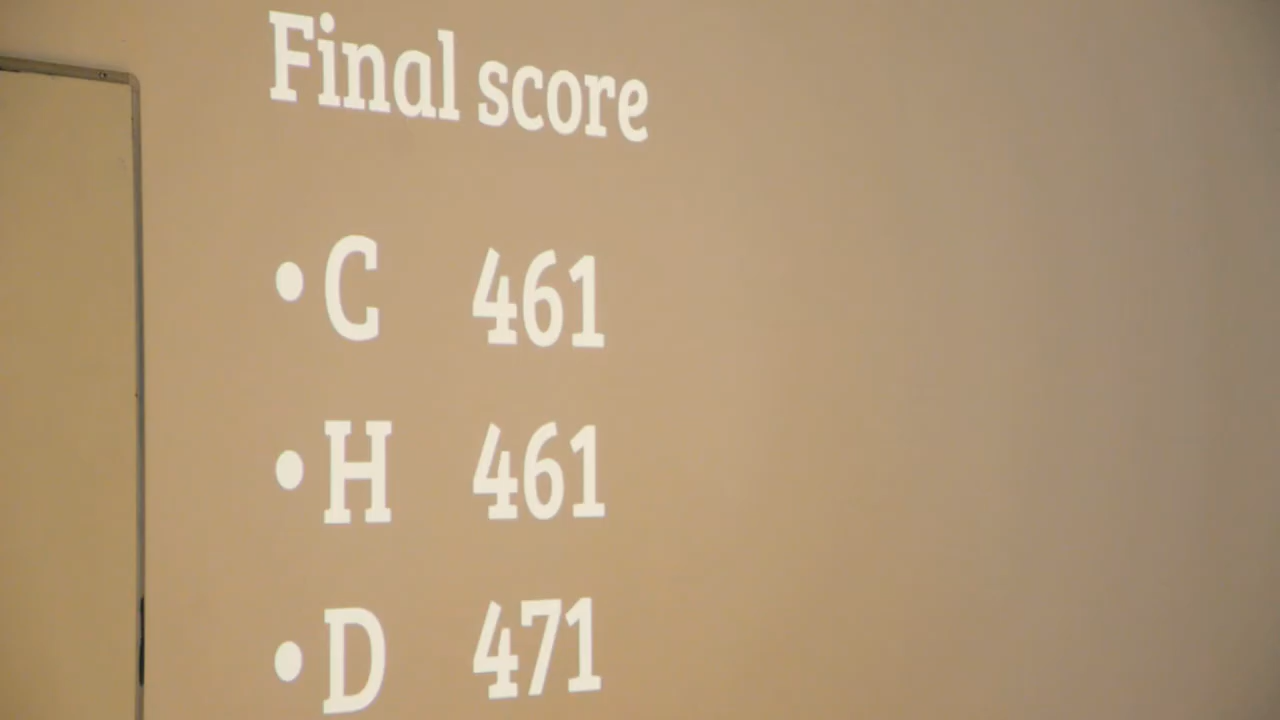 Final score
• C 461
• H 461
• D 471